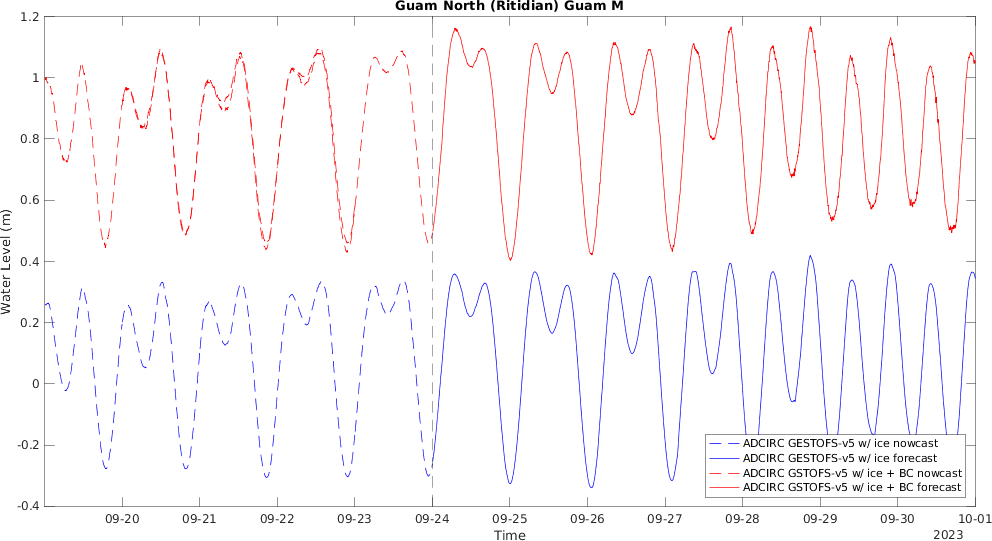 Guam North (Ritidian) Guam M
1.2
1
0.8
0.6
0.4
0.2
0
-0.2
-0.4
Water Level (m)
ADCIRC GESTOFS-v5 w/ ice nowcast
ADCIRC GESTOFS-v5 w/ ice forecast
ADCIRC GSTOFS-v5 w/ ice + BC nowcast
ADCIRC GSTOFS-v5 w/ ice + BC forecast
09-20 09-21 09-22 09-23 09-24 09-25 09-26 09-27 09-28 09-29 09-30 10-01
Time
2023